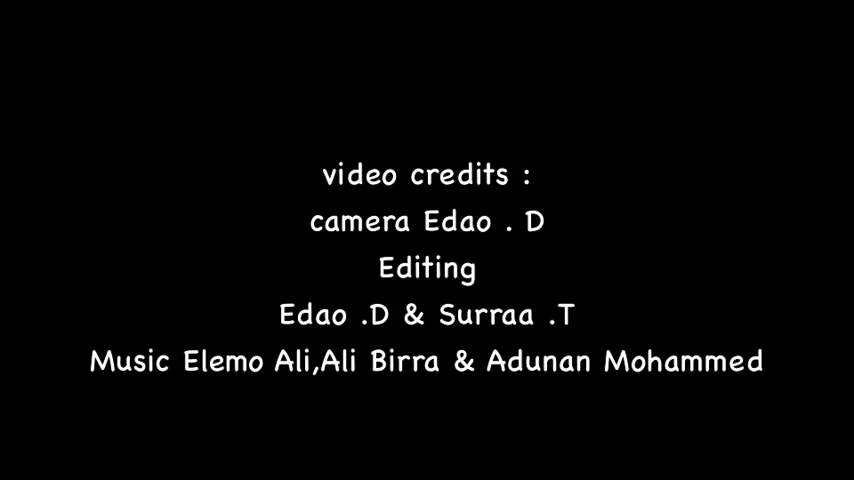 video credits :
camera Edao . D
Editing
Edao .D & Surraa .T
Music Elemo Ali,Ali Birra & Adunan Mohammed